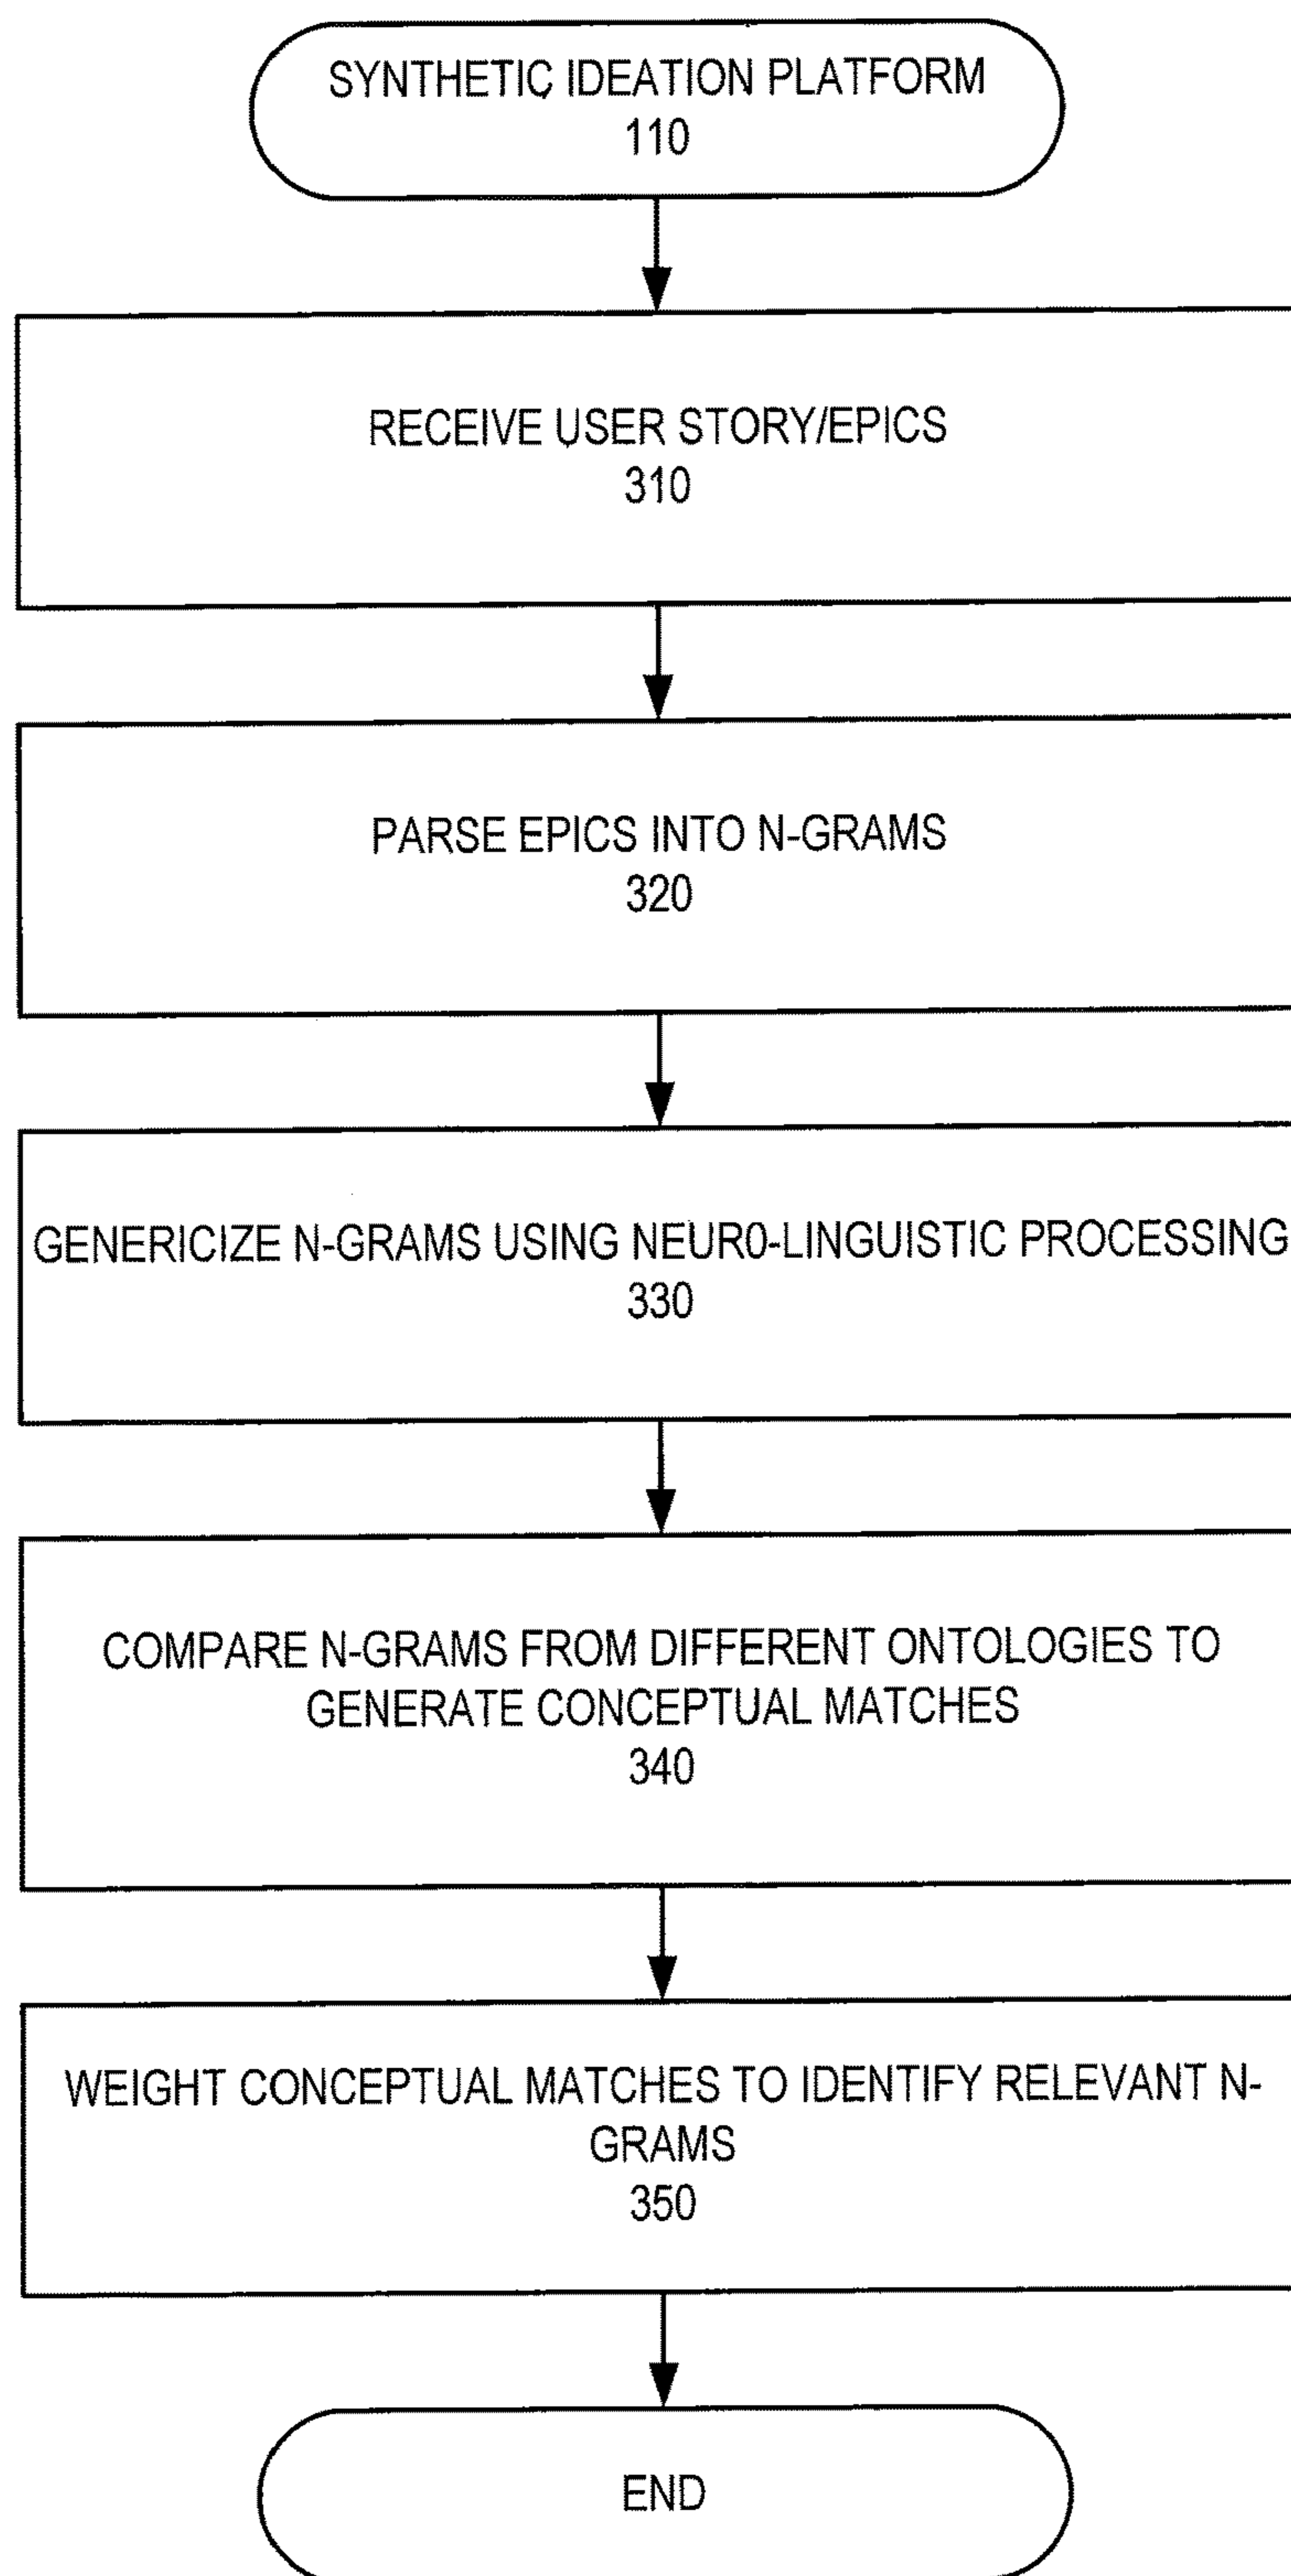 SYNTHETIC IDEATION PLATFORM
110
RECEIVE USER STORY/EPICS
310
PARSE EPICS INTO N-GRAMS
320
GENERICIZE N-GRAMS USING NEUR0-LINGUISTIC PROCESSING
330
COMPARE N-GRAMS FROM DIFFERENT ONTOLOGIES TO
GENERATE CONCEPTUAL MATCHES
340
WEIGHT CONCEPTUAL MATCHES TO IDENTIFY RELEVANT N-
GRAMS
350
END